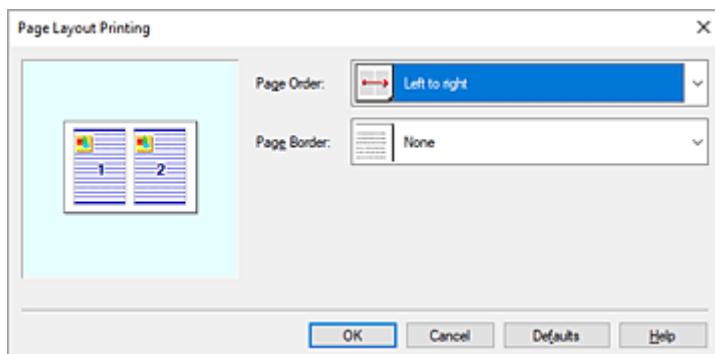 Page Layout Printing
Page Order: Left to right
1 2
Page Border: None
OK Cancel Defaults Help